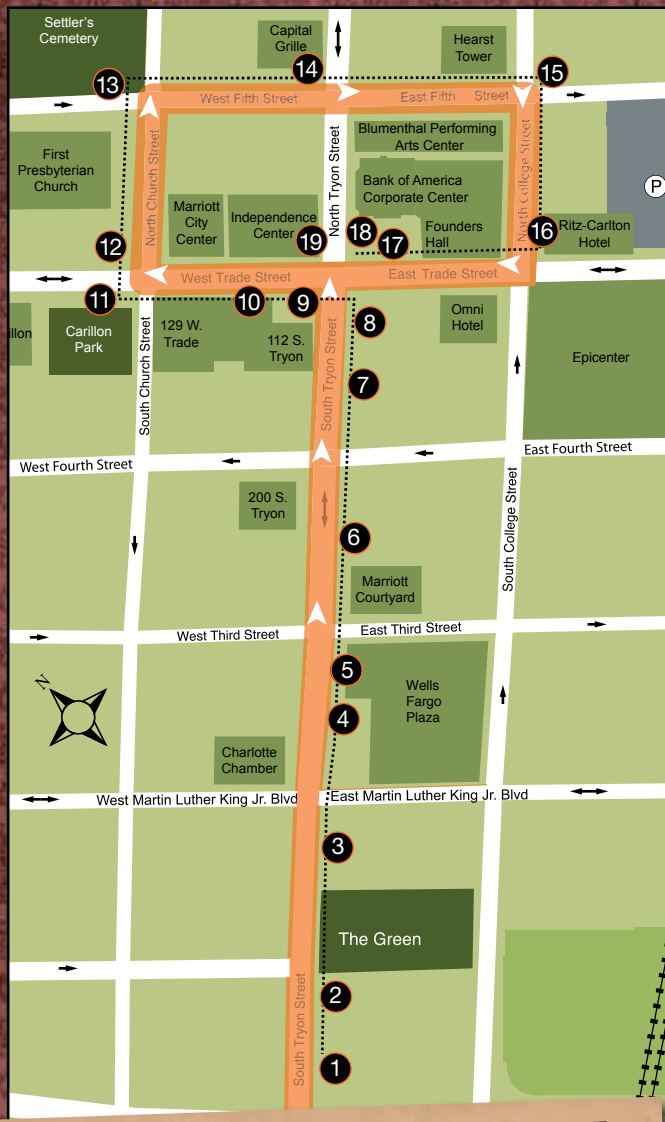 Settler's
Cemetery
Capital
Grille
Hearst
Tower
13
14
15
West Fifth Street
East Fifth Street
First
Presbyterian
Church
North Church Street
North Tryon Street
Blumenthal Performing
Arts Center
Bank of America
Corporate Center
North College Street
P
Marriott
City
Center
Independence
Center
Founders
Hall
Ritz-Carlton
Hotel
12
19
18
17
16
West Trade Street
East Trade Street
11
10
9
8
illon
Carillon
Park
129 W.
Trade
112 S.
Tryon
Omni
Hotel
Epicenter
South Church Street
South Tryon Street
7
West Fourth Street
East Fourth Street
200 S.
Tryon
6
South College Street
Marriott
Courtyard
N
West Third Street
East Third Street
5
4
Wells
Fargo
Plaza
Charlotte
Chamber
West Martin Luther King Jr. Blvd
East Martin Luther King Jr. Blvd
3
The Green
South Tryon Street
2
1